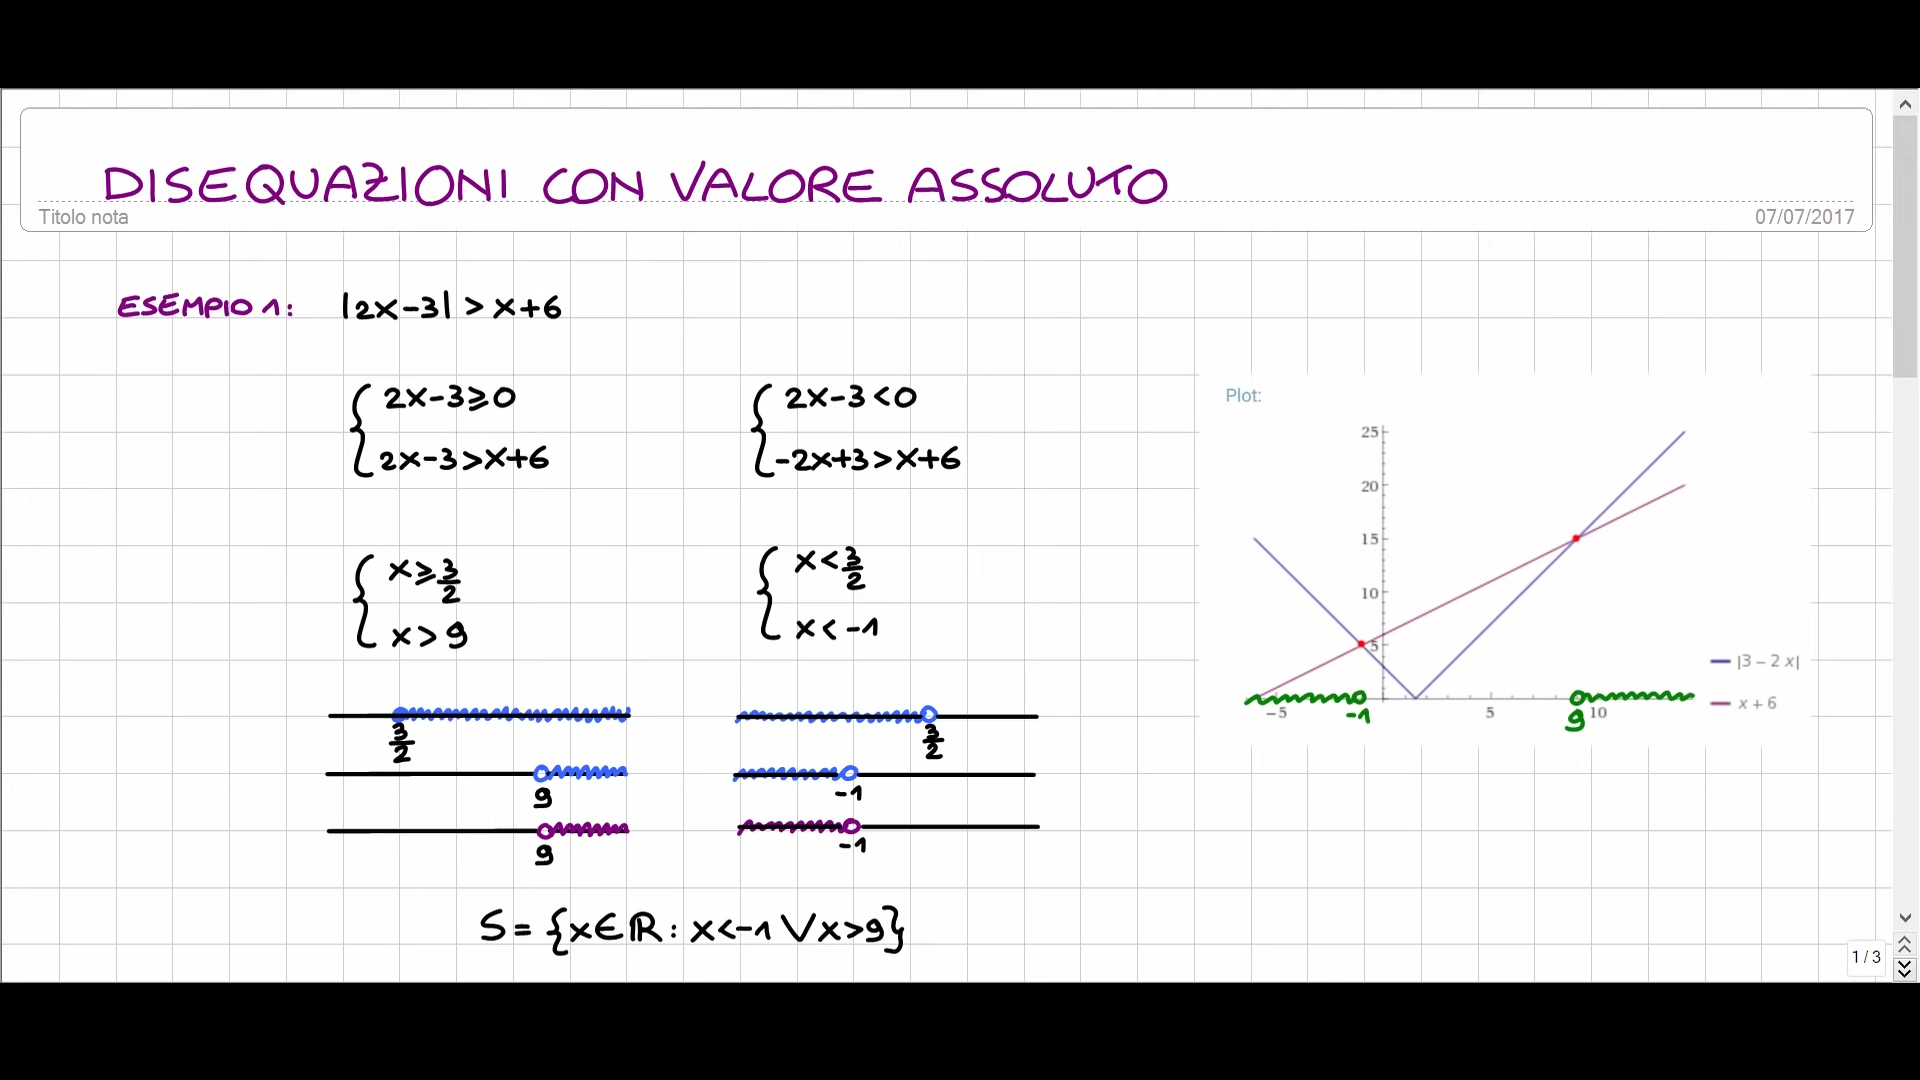 DISEQUAZIONI CON VALORE ASSOLUTO
Titolo nota 07/07/2017
ESEMPIO 1: |2x-3| > x+6
{ 2x-3⩾0 { 2x-3<0
2x-3>x+6 -2x+3>x+6
{ x⩾3/2 { x<3/2
x>9 x<-1
3/2 3/2
9 -1
9 -1
S = {x∈ℝ: x<-1 ∨ x>9}
Plot:
25
20
15
10
5
-5 5 10
-1 9
|3 − 2 x|
x + 6
1 / 3